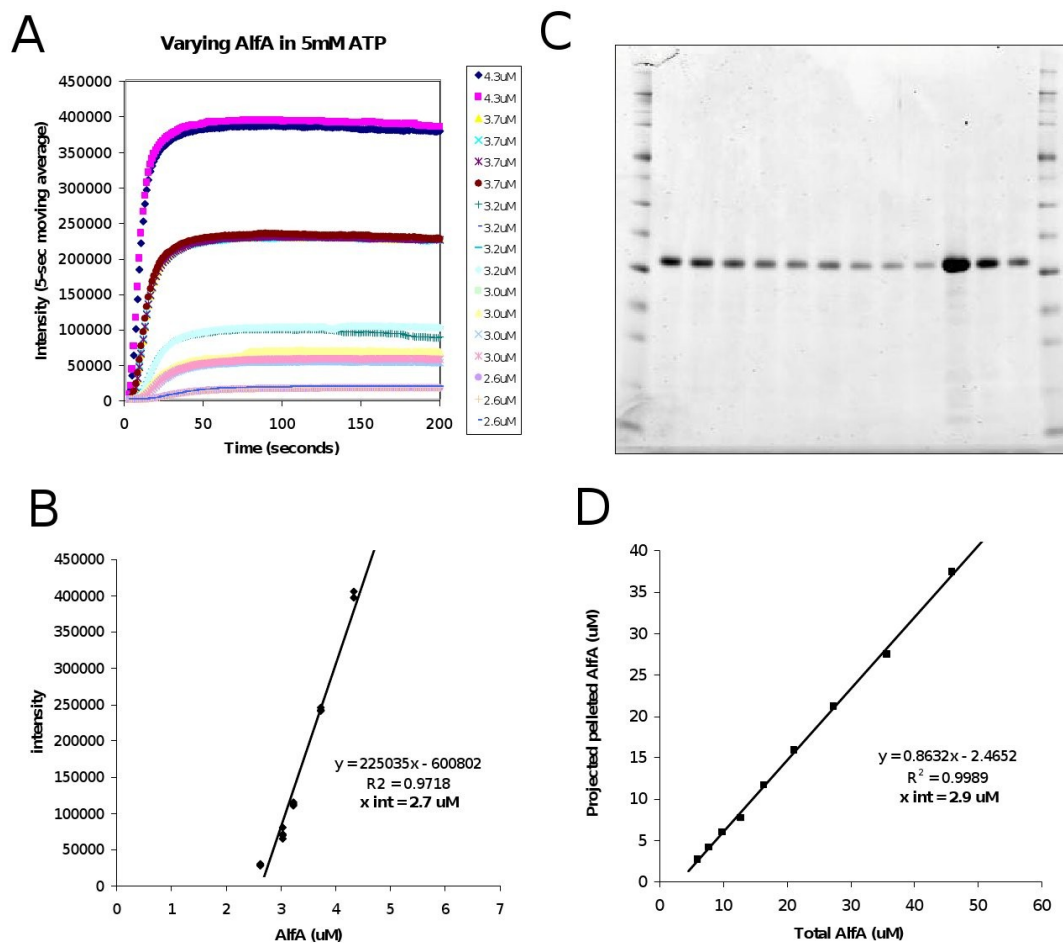 A
Varying AlfA in 5mM ATP
Intensity (5-sec moving average)
450000
400000
350000
300000
250000
200000
150000
100000
50000
0
0 50 100 150 200
Time (seconds)
4.3uM
4.3uM
3.7uM
3.7uM
3.7uM
3.7uM
3.2uM
3.2uM
3.2uM
3.2uM
3.0uM
3.0uM
3.0uM
3.0uM
2.6uM
2.6uM
2.6uM
C
B
intensity
450000
400000
350000
300000
250000
200000
150000
100000
50000
0
0 1 2 3 4 5 6 7
AlfA (uM)
y = 225035x - 600802
R2 = 0.9718
x int = 2.7 uM
D
Projected pelleted AlfA (uM)
40
35
30
25
20
15
10
5
0
0 10 20 30 40 50 60
Total AlfA (uM)
y = 0.8632x - 2.4652
R² = 0.9989
x int = 2.9 uM